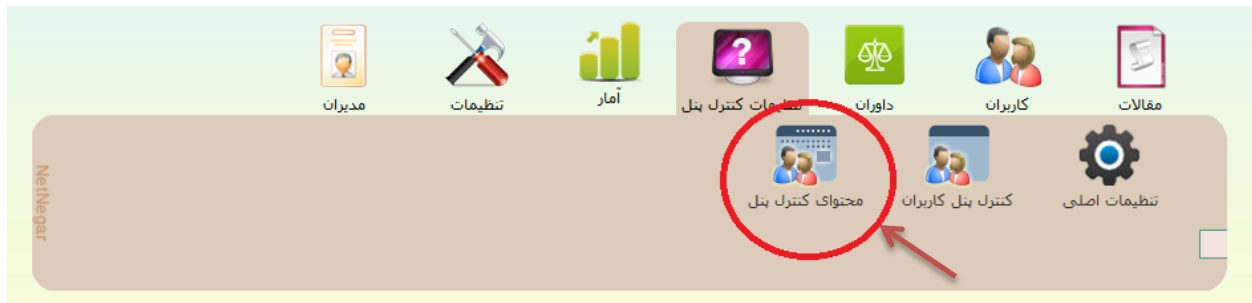 مقالات
کاربران
داوران
تنظیمات کنترل پنل
آمار
تنظیمات
مدیران
تنظیمات اصلی
کنترل پنل کاربران
محتوای کنترل پنل
NetNegar